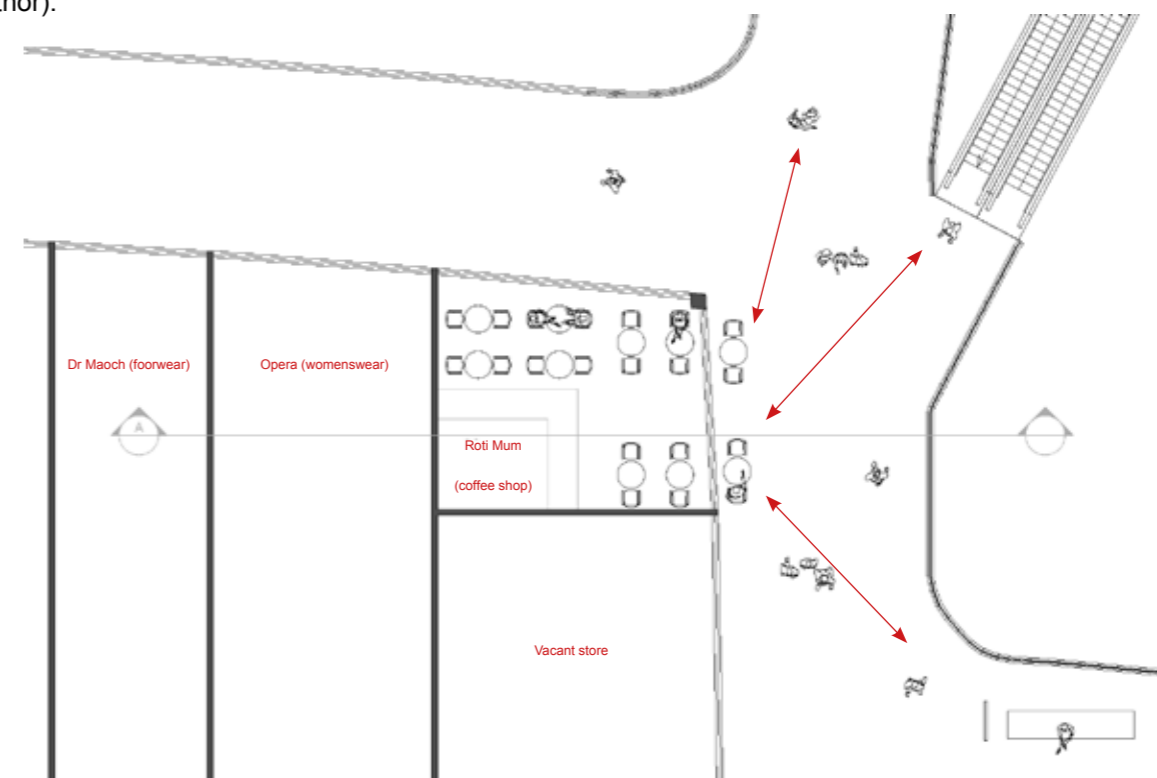 thor).
Dr Maoch (foorwear)
Opera (womenswear)
Roti Mum
(coffee shop)
A
Vacant store